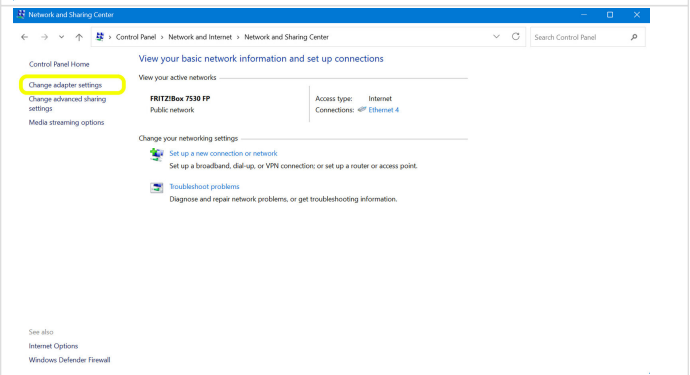 Network and Sharing Center
Control Panel > Network and Internet > Network and Sharing Center
Search Control Panel
Control Panel Home
Change adapter settings
Change advanced sharing
settings
Media streaming options
View your basic network information and set up connections
View your active networks
FRITZ!Box 7530 FP
Public network
Access type: Internet
Connections: Ethernet 4
Change your networking settings
Set up a new connection or network
Set up a broadband, dial-up, or VPN connection; or set up a router or access point.
Troubleshoot problems
Diagnose and repair network problems, or get troubleshooting information.
See also
Internet Options
Windows Defender Firewall